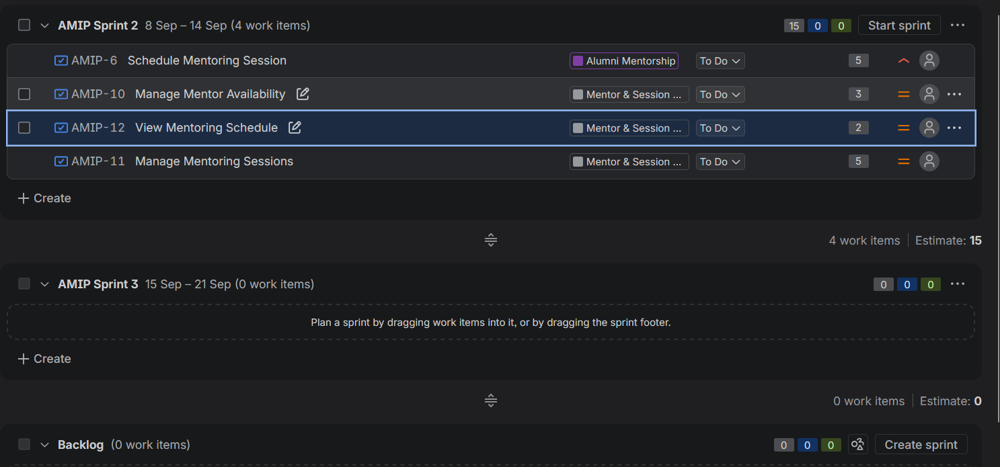 AMIP Sprint 2 8 Sep – 14 Sep (4 work items) 15 0 0 Start sprint
AMIP-6 Schedule Mentoring Session Alumni Mentorship To Do 5
AMIP-10 Manage Mentor Availability Mentor & Session ... To Do 3
AMIP-12 View Mentoring Schedule Mentor & Session ... To Do 2
AMIP-11 Manage Mentoring Sessions Mentor & Session ... To Do 5
Create
4 work items Estimate: 15
AMIP Sprint 3 15 Sep – 21 Sep (0 work items) 0 0 0
Plan a sprint by dragging work items into it, or by dragging the sprint footer.
Create
0 work items Estimate: 0
Backlog (0 work items) 0 0 0 Create sprint